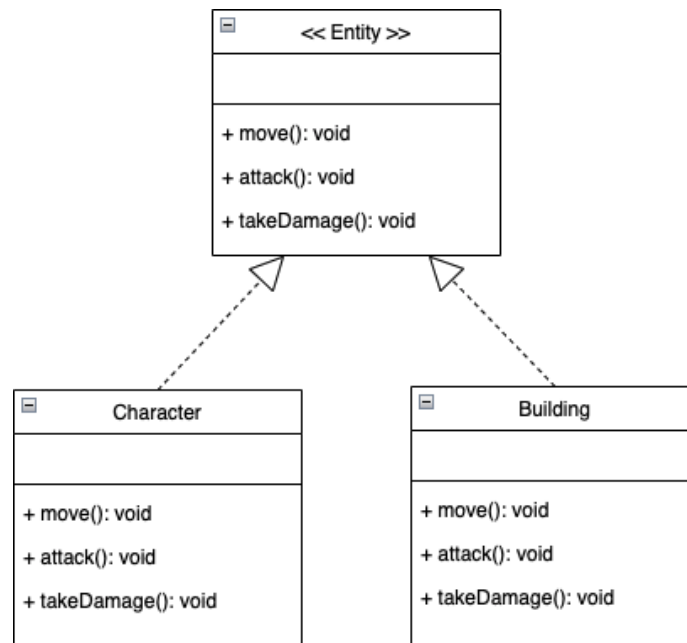 << Entity >>
+ move(): void
+ attack(): void
+ takeDamage(): void
Character
+ move(): void
+ attack(): void
+ takeDamage(): void
Building
+ move(): void
+ attack(): void
+ takeDamage(): void